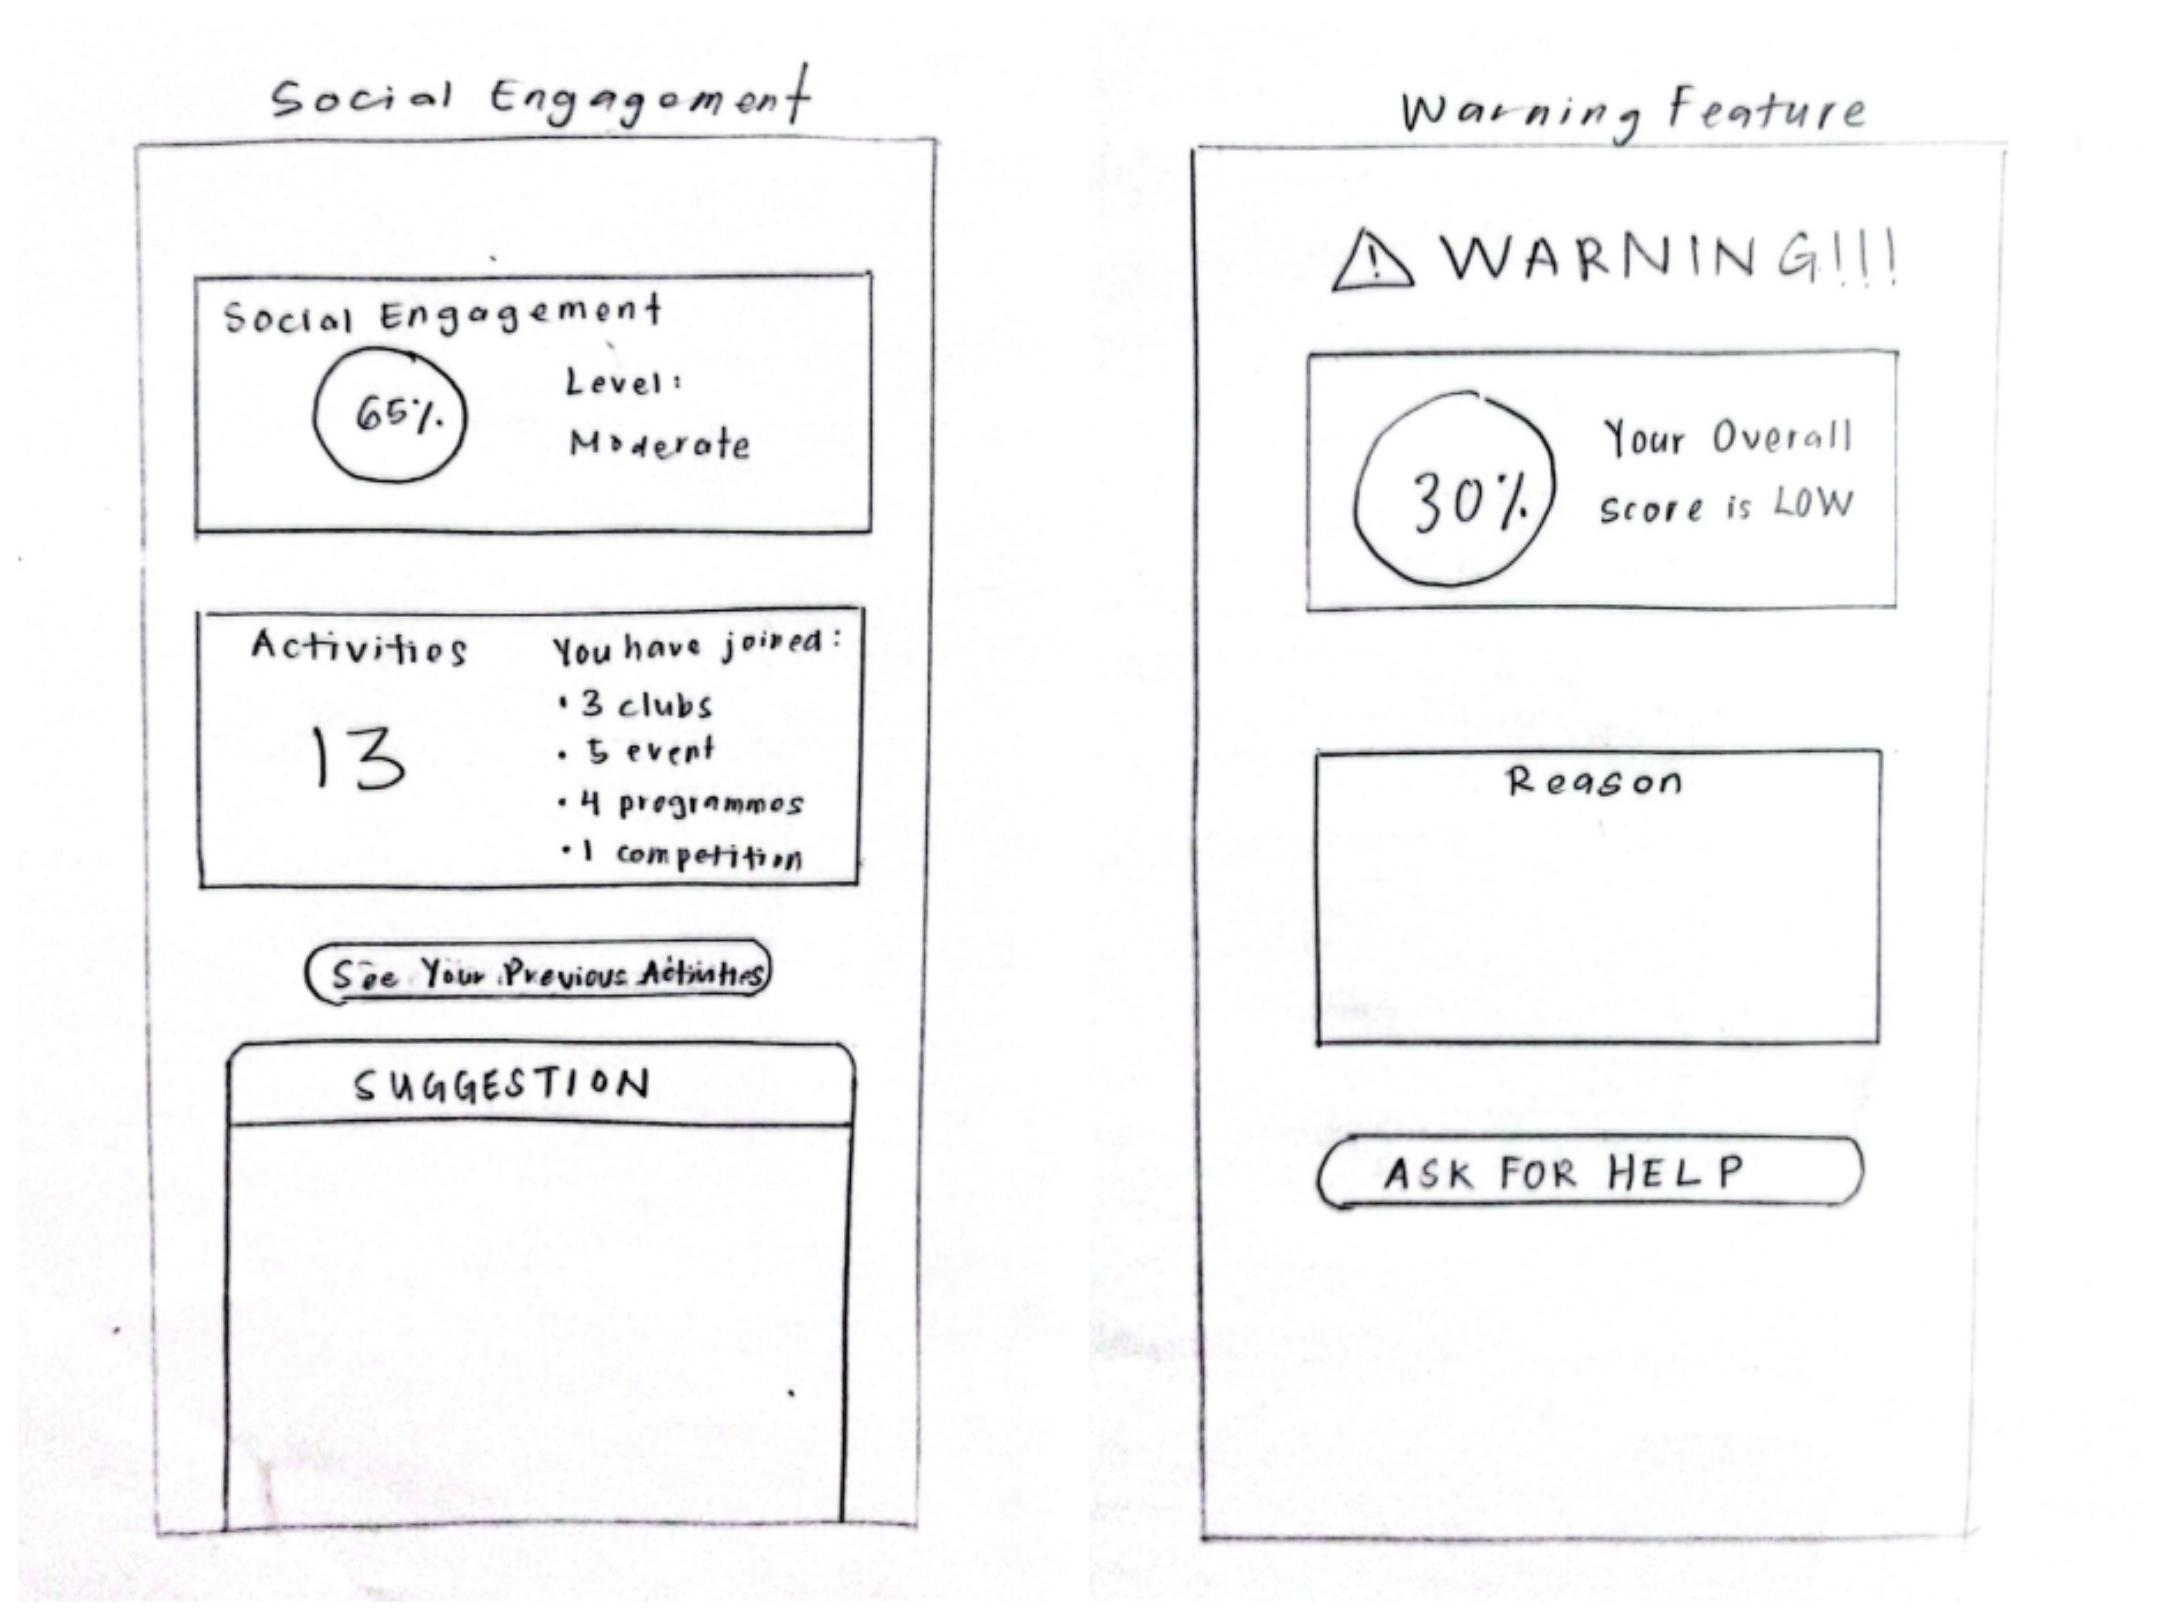 Social Engagement
Social Engagement
65%
Level:
Moderate
Activities
13
You have joined:
• 3 clubs
• 5 event
• 4 programmes
• 1 competition
See Your Previous Activities
SUGGESTION
Warning Feature
WARNING!!!
30%
Your Overall
score is LOW
Reason
ASK FOR HELP